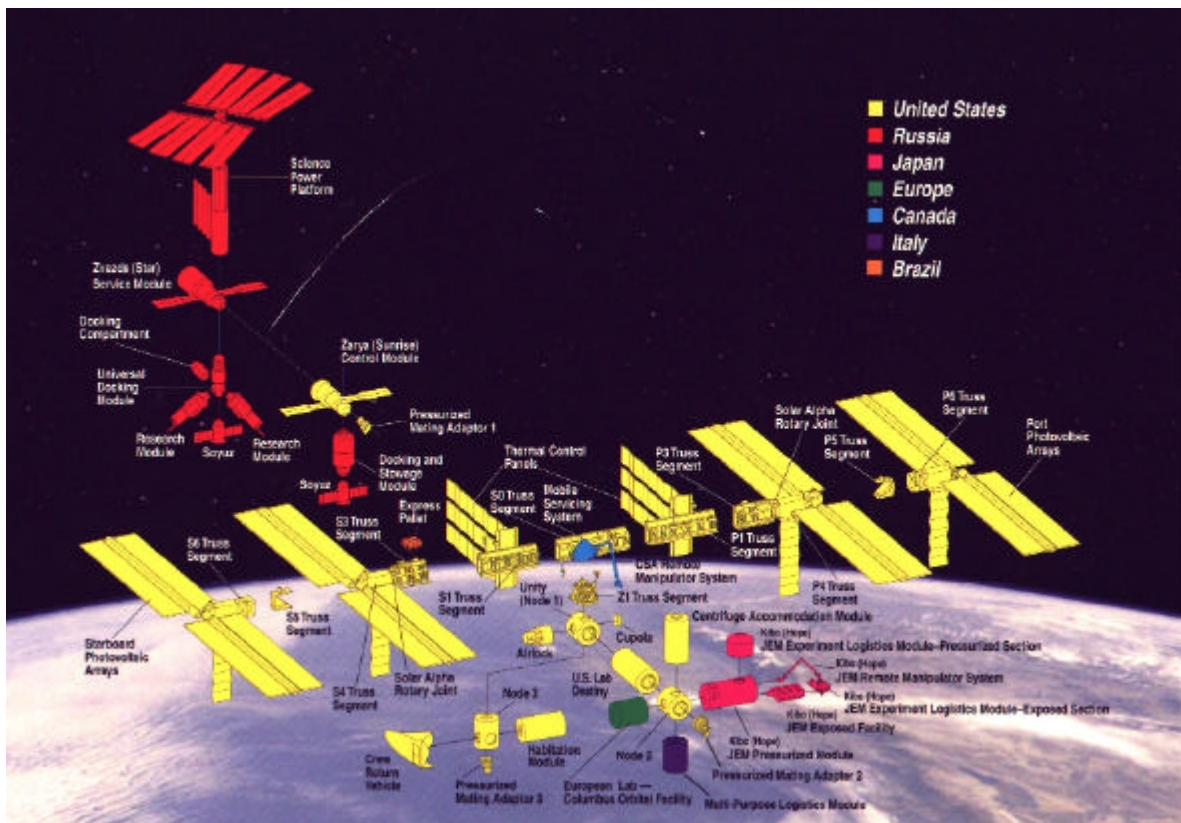 United States
Russia
Japan
Europe
Canada
Italy
Brazil
Science
Power
Platform
Zvezda (Star)
Service Module
Docking
Compartment
Universal
Docking
Module
Research
Module
Soyuz
Research
Module
Zarya (Sunrise)
Control Module
Pressurized
Mating Adaptor 1
Docking and
Stowage
Module
Soyuz
Express
Pallet
Thermal Control
Panels
S0 Truss
Segment
Mobile
Servicing
System
P3 Truss
Segment
Solar Alpha
Rotary Joint
P5 Truss
Segment
P6 Truss
Segment
Port
Photovoltaic
Arrays
S3 Truss
Segment
S6 Truss
Segment
S5 Truss
Segment
Starboard
Photovoltaic
Arrays
S4 Truss
Segment
Solar Alpha
Rotary Joint
S1 Truss
Segment
Unity
(Node 1)
CSA Remote
Manipulator System
P1 Truss
Segment
P4 Truss
Segment
Z1 Truss Segment
Centrifuge Accommodation Module
Airlock
Cupola
U.S. Lab
Destiny
Kibo (Hope)
JEM Experiment Logistics Module–Pressurized Section
Kibo (Hope)
JEM Remote Manipulator System
Kibo (Hope)
JEM Experiment Logistics Module–Exposed Section
Kibo (Hope)
JEM Exposed Facility
Kibo (Hope)
JEM Pressurized Module
Node 3
Habitation
Module
Crew
Return
Vehicle
Pressurized
Mating Adaptor 3
Node 2
European Lab —
Columbus Orbital Facility
Pressurized Mating Adapter 2
Multi-Purpose Logistics Module